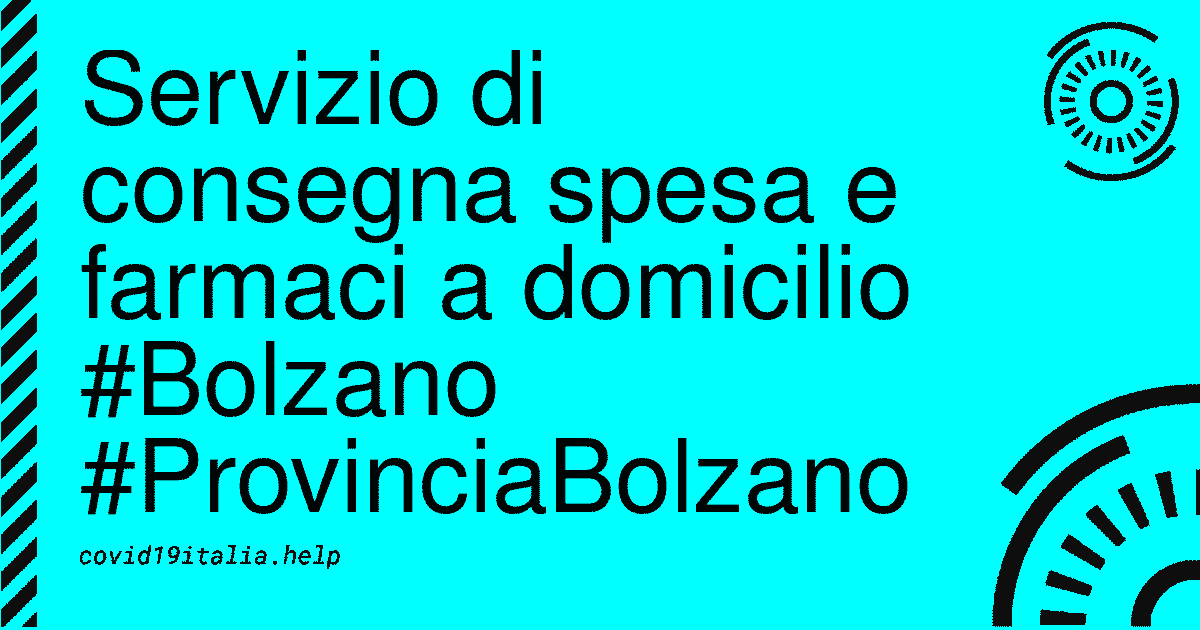 Servizio di
consegna spesa e
farmaci a domicilio
#Bolzano
#ProvinciaBolzano
covid19italia.help